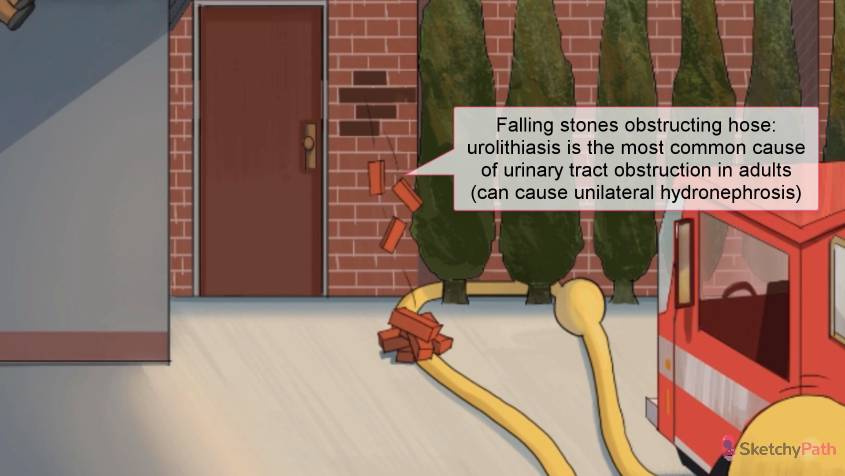 Falling stones obstructing hose:
urolithiasis is the most common cause
of urinary tract obstruction in adults
(can cause unilateral hydronephrosis)
SketchyPath